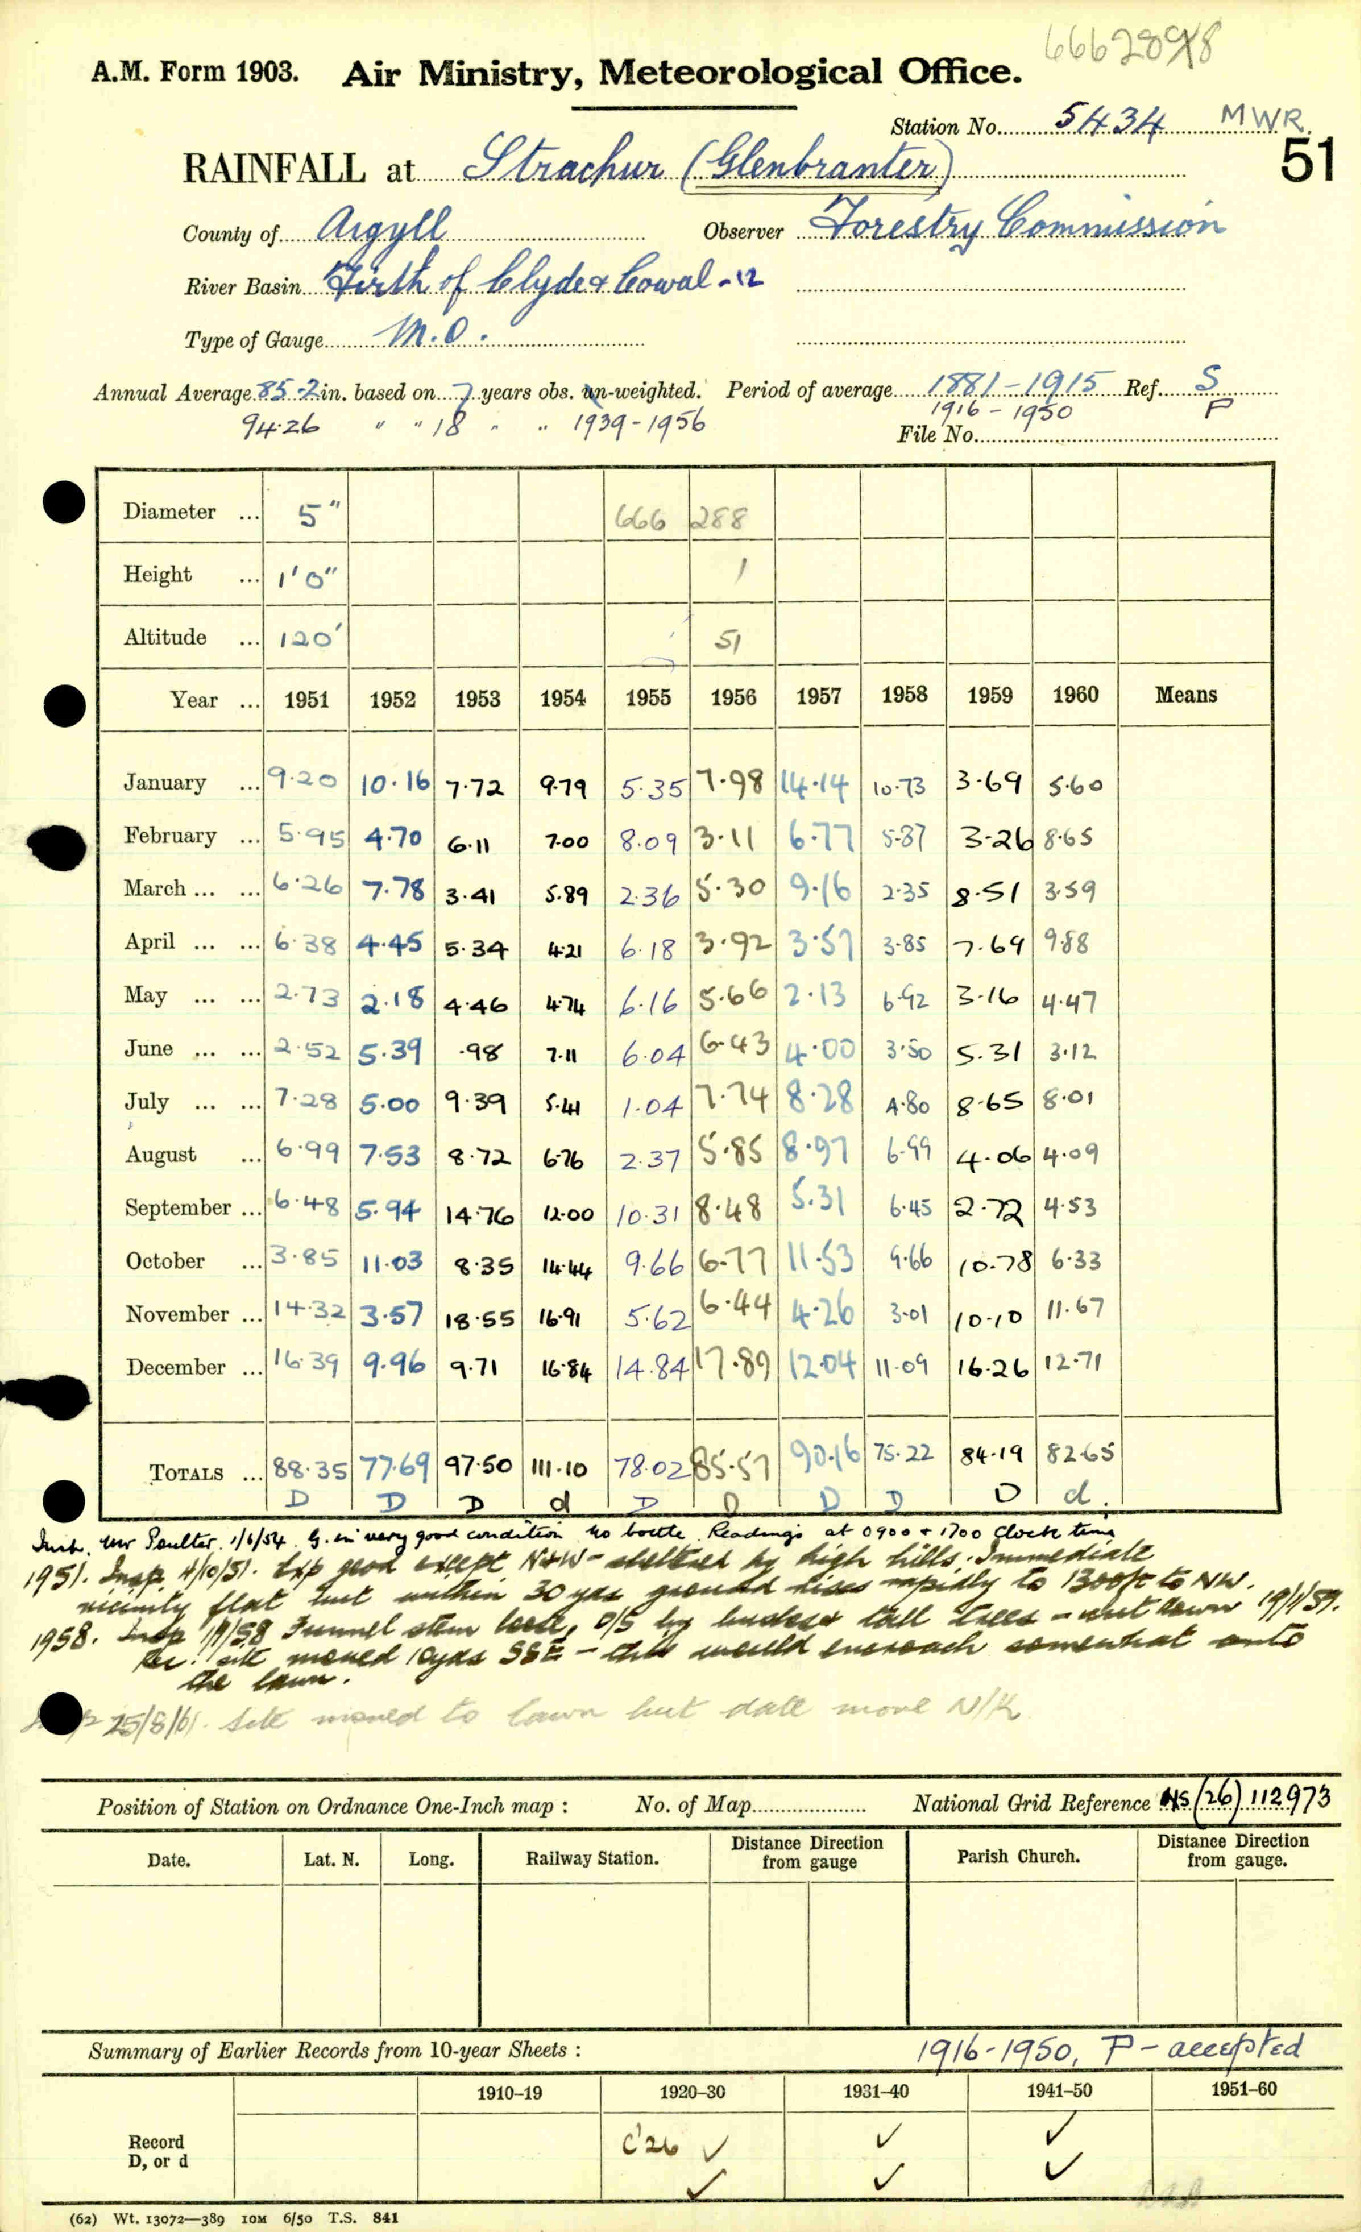 6662898
A.M. Form 1903. Air Ministry, Meteorological Office.
Station No. 5434 MWR.
51
RAINFALL at Strachur (Glenbranter)
County of Argyll Observer Forestry Commission
River Basin Firth of Clyde & Cowal - 12
Type of Gauge M.O.
Annual Average 85.2 in. based on 7 years obs. un-weighted. Period of average 1881-1915 Ref. S
94.26 " " 18 " " 1939-1956 1916-1950 P
File No.
Diameter ... 5" 666 288
Height ... 1'0" 1
Altitude ... 120' 51
Year ... 1951 1952 1953 1954 1955 1956 1957 1958 1959 1960 Means
January ... 9.20 10.16 7.72 9.79 5.35 7.98 14.14 10.73 3.69 5.60
February ... 5.95 4.70 6.11 7.00 8.09 3.11 6.77 5.87 3.26 8.65
March ... ... 6.26 7.78 3.41 5.89 2.36 5.30 9.16 2.35 8.51 3.59
April ... ... 6.38 4.45 5.34 4.21 6.18 3.92 3.57 3.85 7.69 9.88
May ... ... 2.73 2.18 4.46 4.74 6.16 5.66 2.13 6.92 3.16 4.47
June ... ... 2.52 5.39 .98 7.11 6.04 6.43 4.00 3.50 5.31 3.12
July ... ... 7.28 5.00 9.39 5.41 1.04 7.74 8.28 4.80 8.65 8.01
August ... 6.99 7.53 8.72 6.76 2.37 5.85 8.97 6.99 4.06 4.09
September ... 6.48 5.94 14.76 12.00 10.31 8.48 5.31 6.45 2.72 4.53
October ... 3.85 11.03 8.35 14.44 9.66 6.77 11.53 9.66 10.78 6.33
November ... 14.32 3.57 18.55 16.91 5.62 6.44 4.26 3.01 10.10 11.67
December ... 16.39 9.96 9.71 16.84 14.84 17.89 12.04 11.09 16.26 12.71
TOTALS ... 88.35 77.69 97.50 111.10 78.02 85.57 90.16 75.22 84.19 82.65
D D D d D D D D D d.
Insp. Mr Poulter. 1/6/54. G. in very good condition No bottle. Readings at 0900 + 1700 Clock time
1951. Insp 4/10/51. Exp good except N+W - sheltered by high hills. Immediate
vicinity flat but within 30 yds ground rises rapidly to 1300ft to NW.
1958. Insp 1/9/58 Funnel stem loose, O/S by bushes & tall trees - cut down 19/1/59.
Rec. site moved 10yds SSE - this would encroach somewhat onto
the lawn.
25/8/61. Site moved to lawn but date move N/K
Position of Station on Ordnance One-Inch map : No. of Map National Grid Reference NS (26) 112973
Date. Lat. N. Long. Railway Station. Distance Direction from gauge Parish Church. Distance Direction from gauge.
Summary of Earlier Records from 10-year Sheets : 1916-1950, P - accepted
1910-19 1920-30 1931-40 1941-50 1951-60
Record C'26 ✓ ✓ ✓
D, or d ✓ ✓ ✓
(62) Wt. 13072—389 10M 6/50 T.S. 841